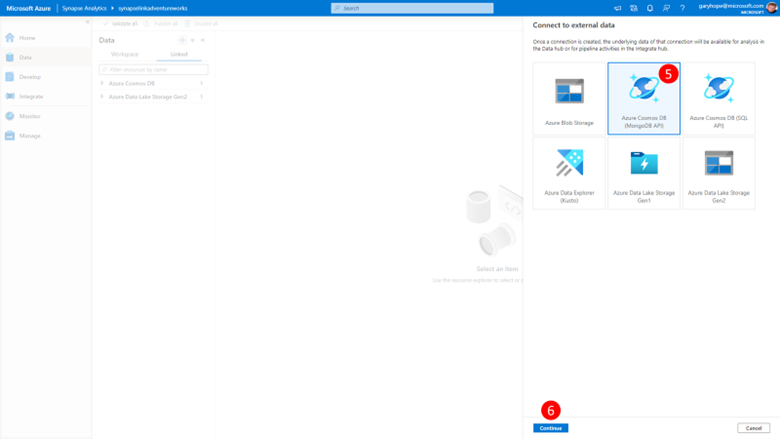 Microsoft Azure
Synapse Analytics
synapselinkadventureworks
Search
garyhope@microsoft.com
MICROSOFT
Validate all
Publish all
Discard all
Home
Data
Develop
Integrate
Monitor
Manage
Data
Workspace
Linked
Filter resources by name
Azure Cosmos DB 1
Azure Data Lake Storage Gen2 1
Select an item
Use the resource explorer to select or
Connect to external data
Once a connection is created, the underlying data of that connection will be available for analysis in
the Data hub or for pipeline activities in the Integrate hub.
Azure Blob Storage
5
Azure Cosmos DB
(MongoDB API)
Azure Cosmos DB (SQL
API)
Azure Data Explorer
(Kusto)
Azure Data Lake Storage
Gen1
Azure Data Lake Storage
Gen2
6
Continue
Cancel